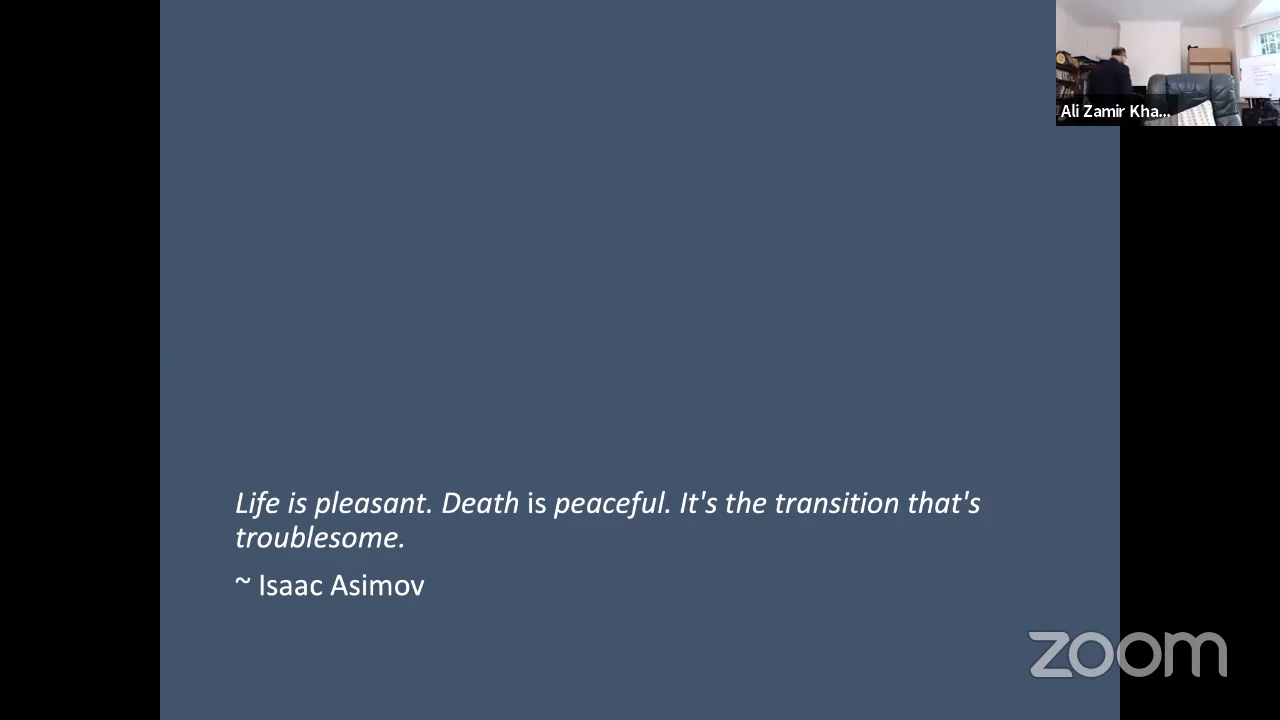 Ali Zamir Kha...
Life is pleasant. Death is peaceful. It's the transition that's
troublesome.
~ Isaac Asimov
zoom